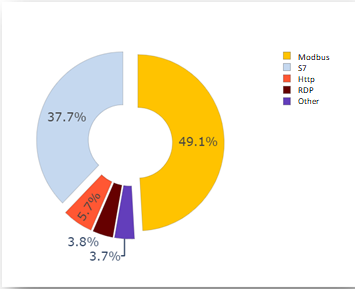 Modbus
S7
Http
RDP
Other
37.7%
49.1%
5.7%
3.8%
3.7%